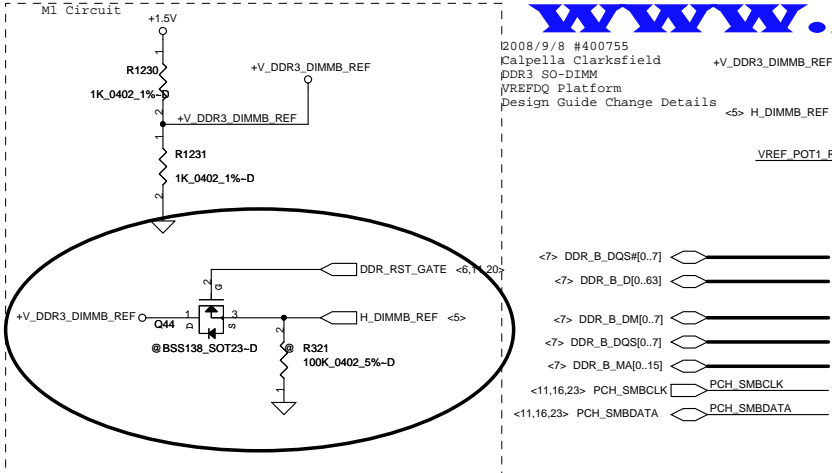 M1 Circuit
+1.5V
1
R1230
1K_0402_1%~D
2
+V_DDR3_DIMMB_REF
+V_DDR3_DIMMB_REF
1
R1231
1K_0402_1%~D
2
WWW.
2008/9/8 #400755
Calpella Clarksfield
DDR3 SO-DIMM
VREFDQ Platform
Design Guide Change Details
+V_DDR3_DIMMB_REF
<5> H_DIMMB_REF
VREF_POT1_R
DDR_RST_GATE <6,11,20>
2
G
+V_DDR3_DIMMB_REF
1
D
S
3
Q44
@BSS138_SOT23~D
H_DIMMB_REF <5>
2
@ R321
100K_0402_5%~D
1
<7> DDR_B_DQS#[0..7]
<7> DDR_B_D[0..63]
<7> DDR_B_DM[0..7]
<7> DDR_B_DQS[0..7]
<7> DDR_B_MA[0..15]
<11,16,23> PCH_SMBCLK PCH_SMBCLK
<11,16,23> PCH_SMBDATA PCH_SMBDATA